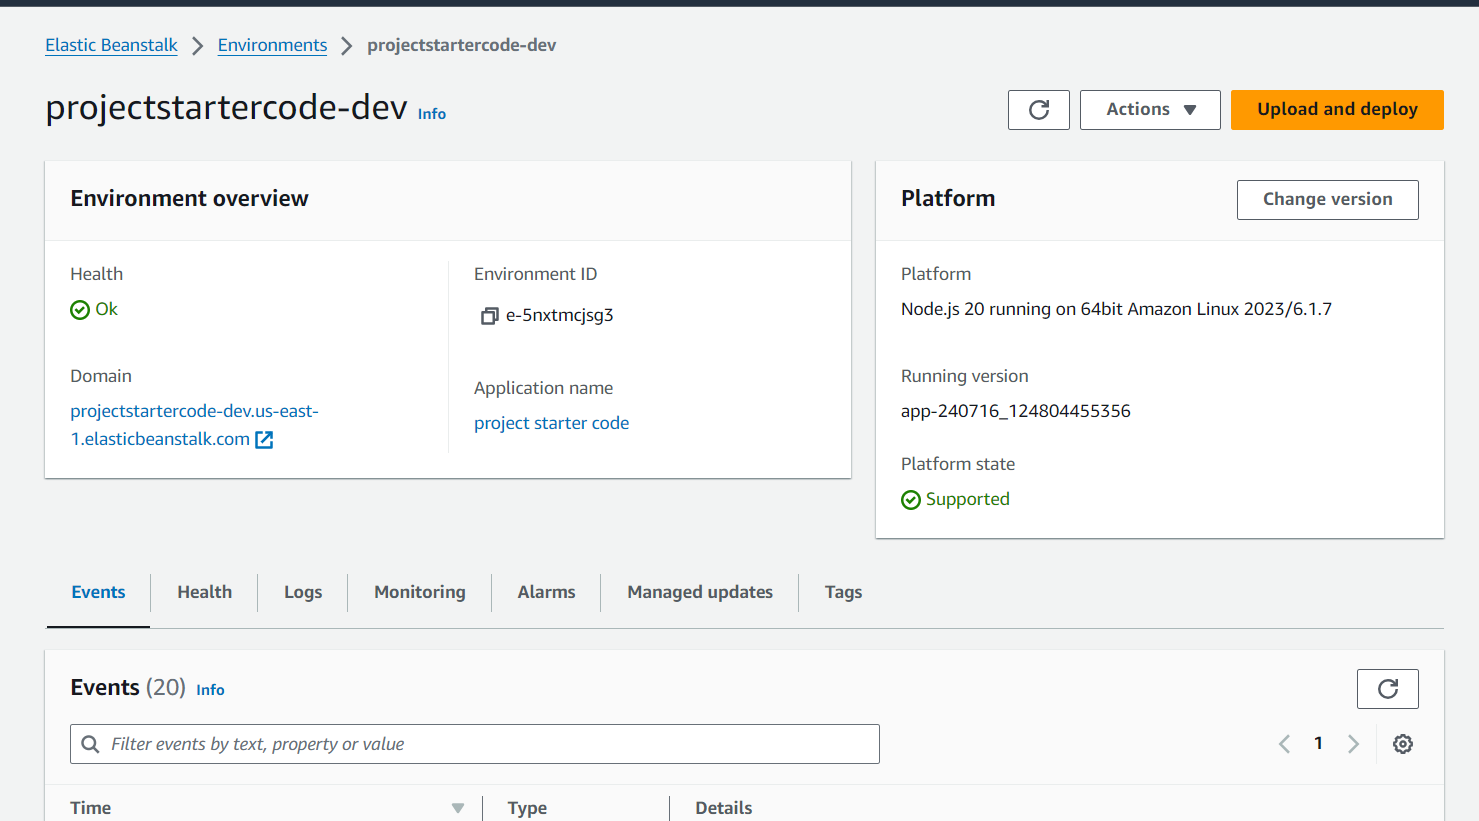 Elastic Beanstalk > Environments > projectstartercode-dev
projectstartercode-dev Info
Actions
Upload and deploy
Environment overview
Health
Ok
Domain
projectstartercode-dev.us-east-
1.elasticbeanstalk.com
Environment ID
e-5nxtmcjsg3
Application name
project starter code
Platform
Change version
Platform
Node.js 20 running on 64bit Amazon Linux 2023/6.1.7
Running version
app-240716_124804455356
Platform state
Supported
Events
Health
Logs
Monitoring
Alarms
Managed updates
Tags
Events (20) Info
Filter events by text, property or value
1
Time
Type
Details